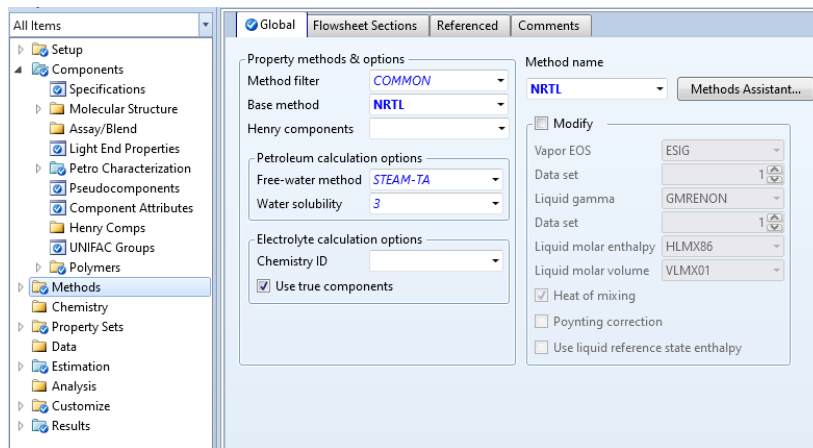 All Items
Setup
Components
Specifications
Molecular Structure
Assay/Blend
Light End Properties
Petro Characterization
Pseudocomponents
Component Attributes
Henry Comps
UNIFAC Groups
Polymers
Methods
Chemistry
Property Sets
Data
Estimation
Analysis
Customize
Results
Global Flowsheet Sections Referenced Comments
Property methods & options
Method filter COMMON
Base method NRTL
Henry components
Petroleum calculation options
Free-water method STEAM-TA
Water solubility 3
Electrolyte calculation options
Chemistry ID
Use true components
Method name
NRTL Methods Assistant...
Modify
Vapor EOS ESIG
Data set 1
Liquid gamma GMRENON
Data set 1
Liquid molar enthalpy HLMX86
Liquid molar volume VLMX01
Heat of mixing
Poynting correction
Use liquid reference state enthalpy